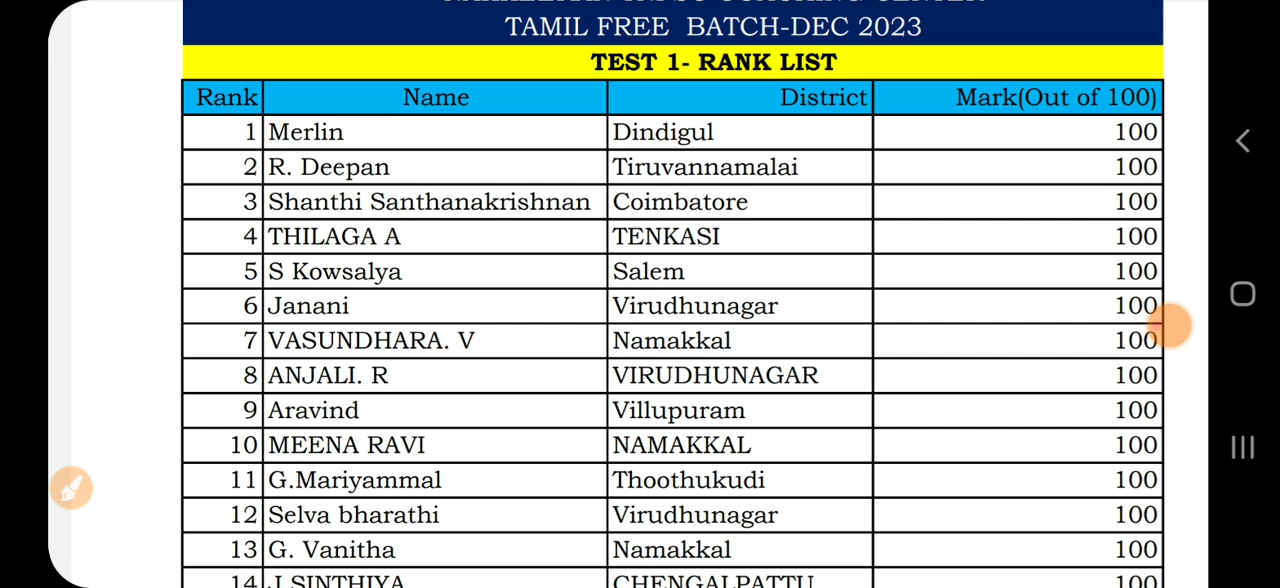 TAMIL FREE BATCH-DEC 2023
TEST 1- RANK LIST
Rank Name District Mark(Out of 100)
1 Merlin Dindigul 100
2 R. Deepan Tiruvannamalai 100
3 Shanthi Santhanakrishnan Coimbatore 100
4 THILAGA A TENKASI 100
5 S Kowsalya Salem 100
6 Janani Virudhunagar 100
7 VASUNDHARA. V Namakkal 100
8 ANJALI. R VIRUDHUNAGAR 100
9 Aravind Villupuram 100
10 MEENA RAVI NAMAKKAL 100
11 G.Mariyammal Thoothukudi 100
12 Selva bharathi Virudhunagar 100
13 G. Vanitha Namakkal 100
14 J.SINTHIYA CHENGALPATTU 100